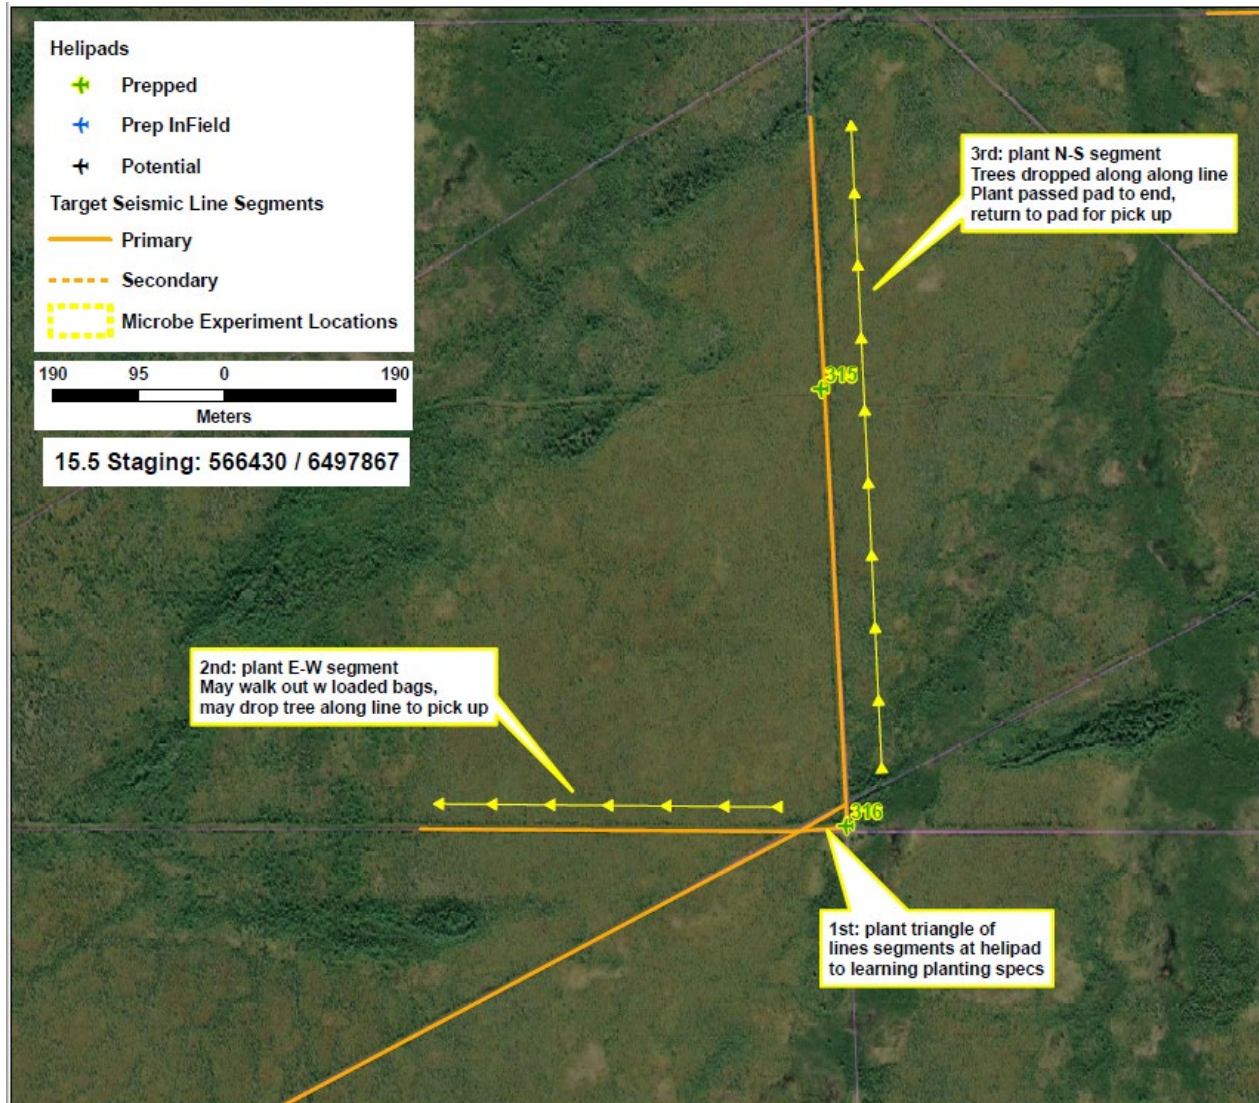 Helipads
Prepped
Prep InField
Potential
Target Seismic Line Segments
Primary
Secondary
Microbe Experiment Locations
190 95 0 190
Meters
15.5 Staging: 566430 / 6497867
3rd: plant N-S segment
Trees dropped along along line
Plant passed pad to end,
return to pad for pick up
315
2nd: plant E-W segment
May walk out w loaded bags,
may drop tree along line to pick up
316
1st: plant triangle of
lines segments at helipad
to learning planting specs